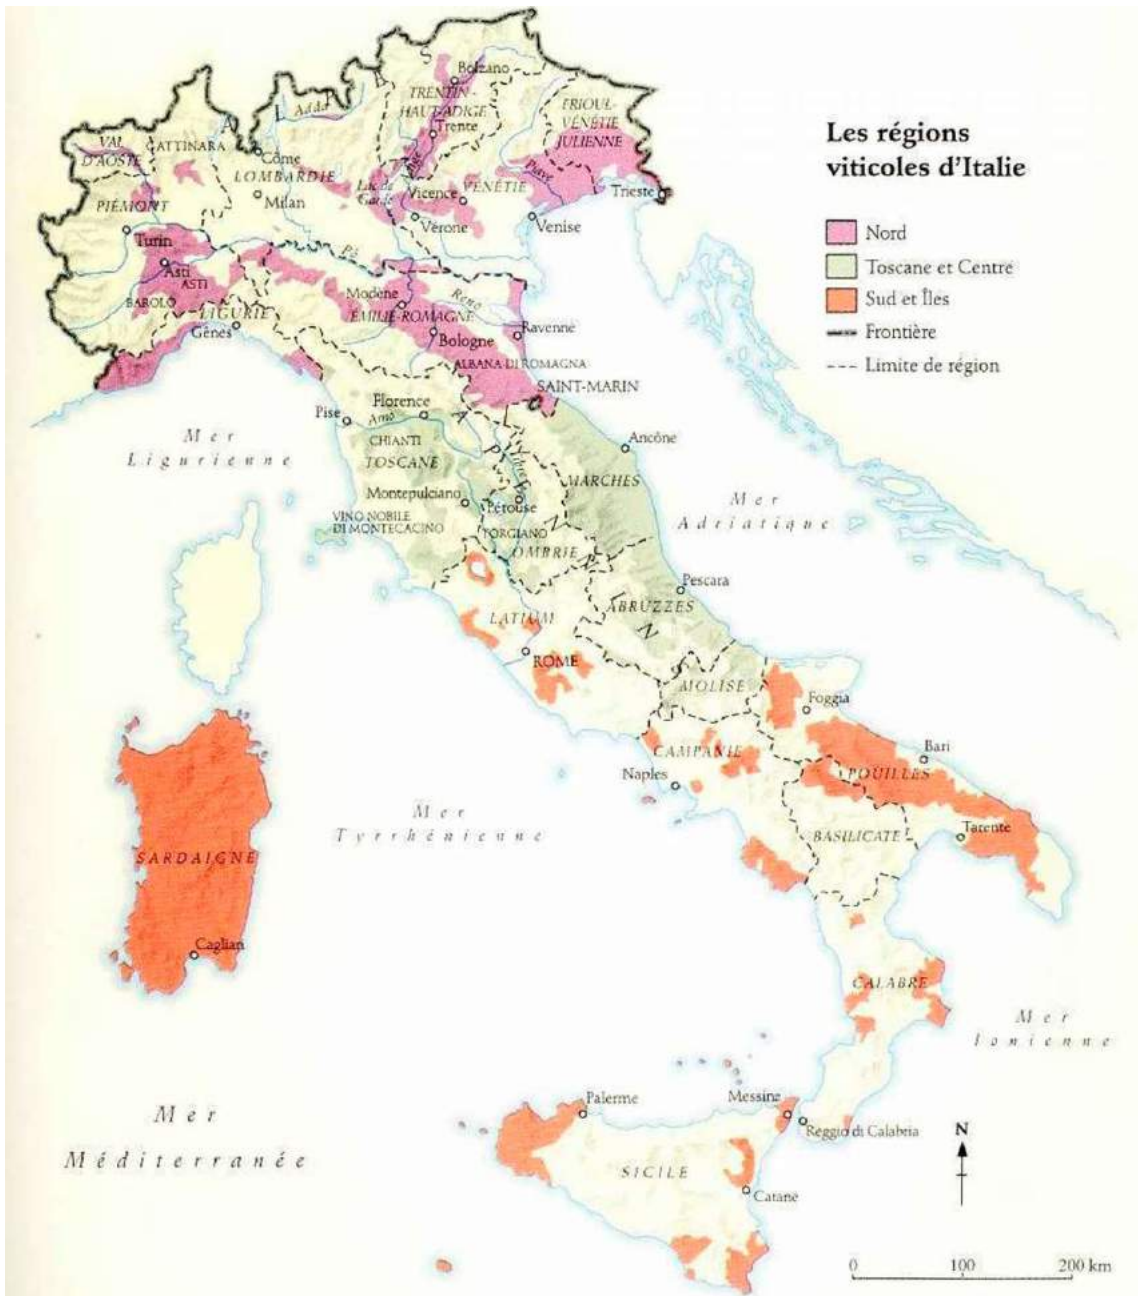 Les régions
viticoles d'Italie
Nord
Toscane et Centre
Sud et Îles
Frontière
Limite de région
Bolzano
TRENTIN-
HAUT-ADIGE
Trente
FRIOUL-
VÉNÉTIE
JULIENNE
Adda
VAL
D'AOSTE
GATTINARA
Côme
LOMBARDIE
Milan
Lac de
Garde
Adige
Vicence
VÉNÉTIE
Piave
Trieste
Vérone
Venise
PIÉMONT
Turin
Asti
ASTI
BAROLO
LIGURIE
Gênes
Pô
Modène
Reno
ÉMILIE-ROMAGNE
Bologne
Ravenne
ALBANA DI ROMAGNA
SAINT-MARIN
Florence
Pise
Arno
CHIANTI
TOSCANE
Ancône
MARCHES
Montepulciano
Tibre
Pérouse
VINO NOBILE
DI MONTECACINO
TORGIANO
OMBRIE
A P E N N I N
Mer
Ligurienne
Mer
Adriatique
Pescara
ABRUZZES
LATIUM
ROME
MOLISE
Foggia
CAMPANIE
Bari
Naples
POUILLES
Tarente
BASILICATE
Mer
Tyrrhénienne
SARDAIGNE
Cagliari
CALABRE
Mer
Ionienne
Palerme
Messine
Reggio di Calabria
SICILE
Catane
Mer
Méditerranée
N
0 100 200 km